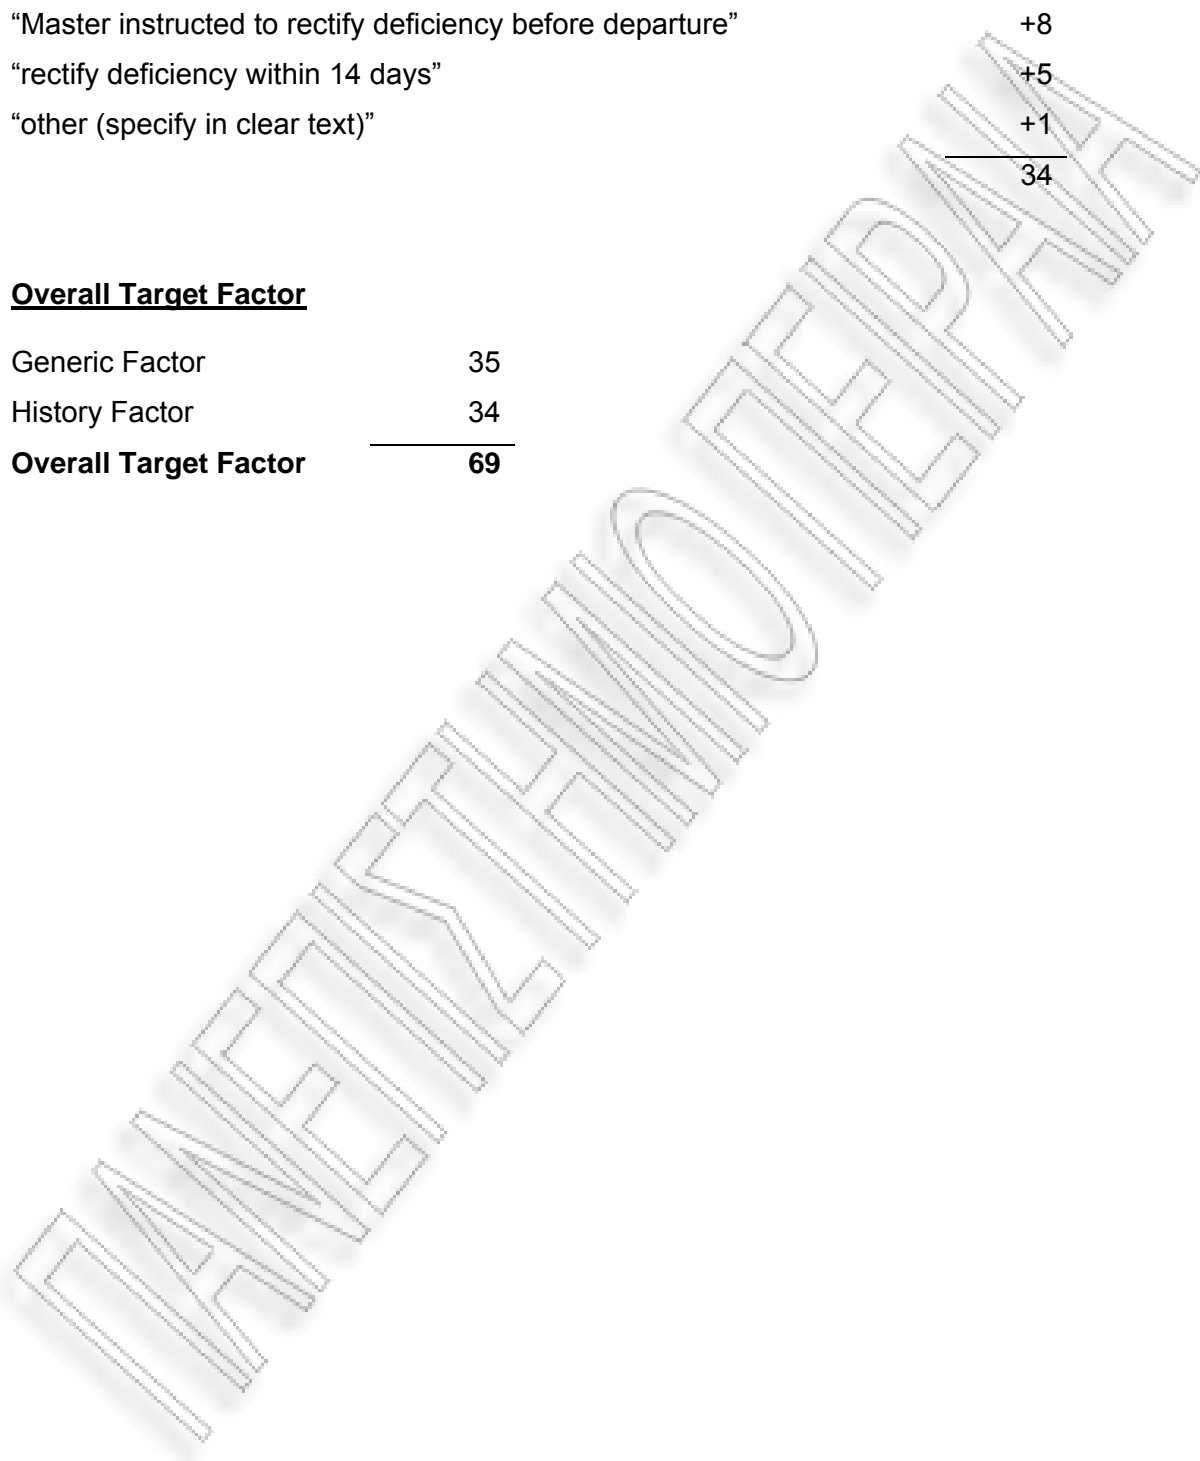 “Master instructed to rectify deficiency before departure” +8
“rectify deficiency within 14 days” +5
“other (specify in clear text)” +1
34
Overall Target Factor
Generic Factor 35
History Factor 34
Overall Target Factor 69
ΠΑΝΕΠΙΣΤΗΜΙΟ ΠΕΙΡΑΙΑ